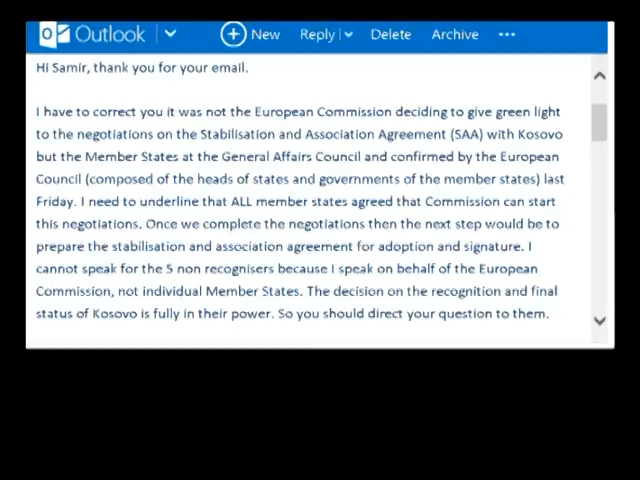 Outlook New Reply Delete Archive ...
Hi Samir, thank you for your email.
I have to correct you it was not the European Commission deciding to give green light
to the negotiations on the Stabilisation and Association Agreement (SAA) with Kosovo
but the Member States at the General Affairs Council and confirmed by the European
Council (composed of the heads of states and governments of the member states) last
Friday. I need to underline that ALL member states agreed that Commission can start
this negotiations. Once we complete the negotiations then the next step would be to
prepare the stabilisation and association agreement for adoption and signature. I
cannot speak for the 5 non recognisers because I speak on behalf of the European
Commission, not individual Member States. The decision on the recognition and final
status of Kosovo is fully in their power. So you should direct your question to them.